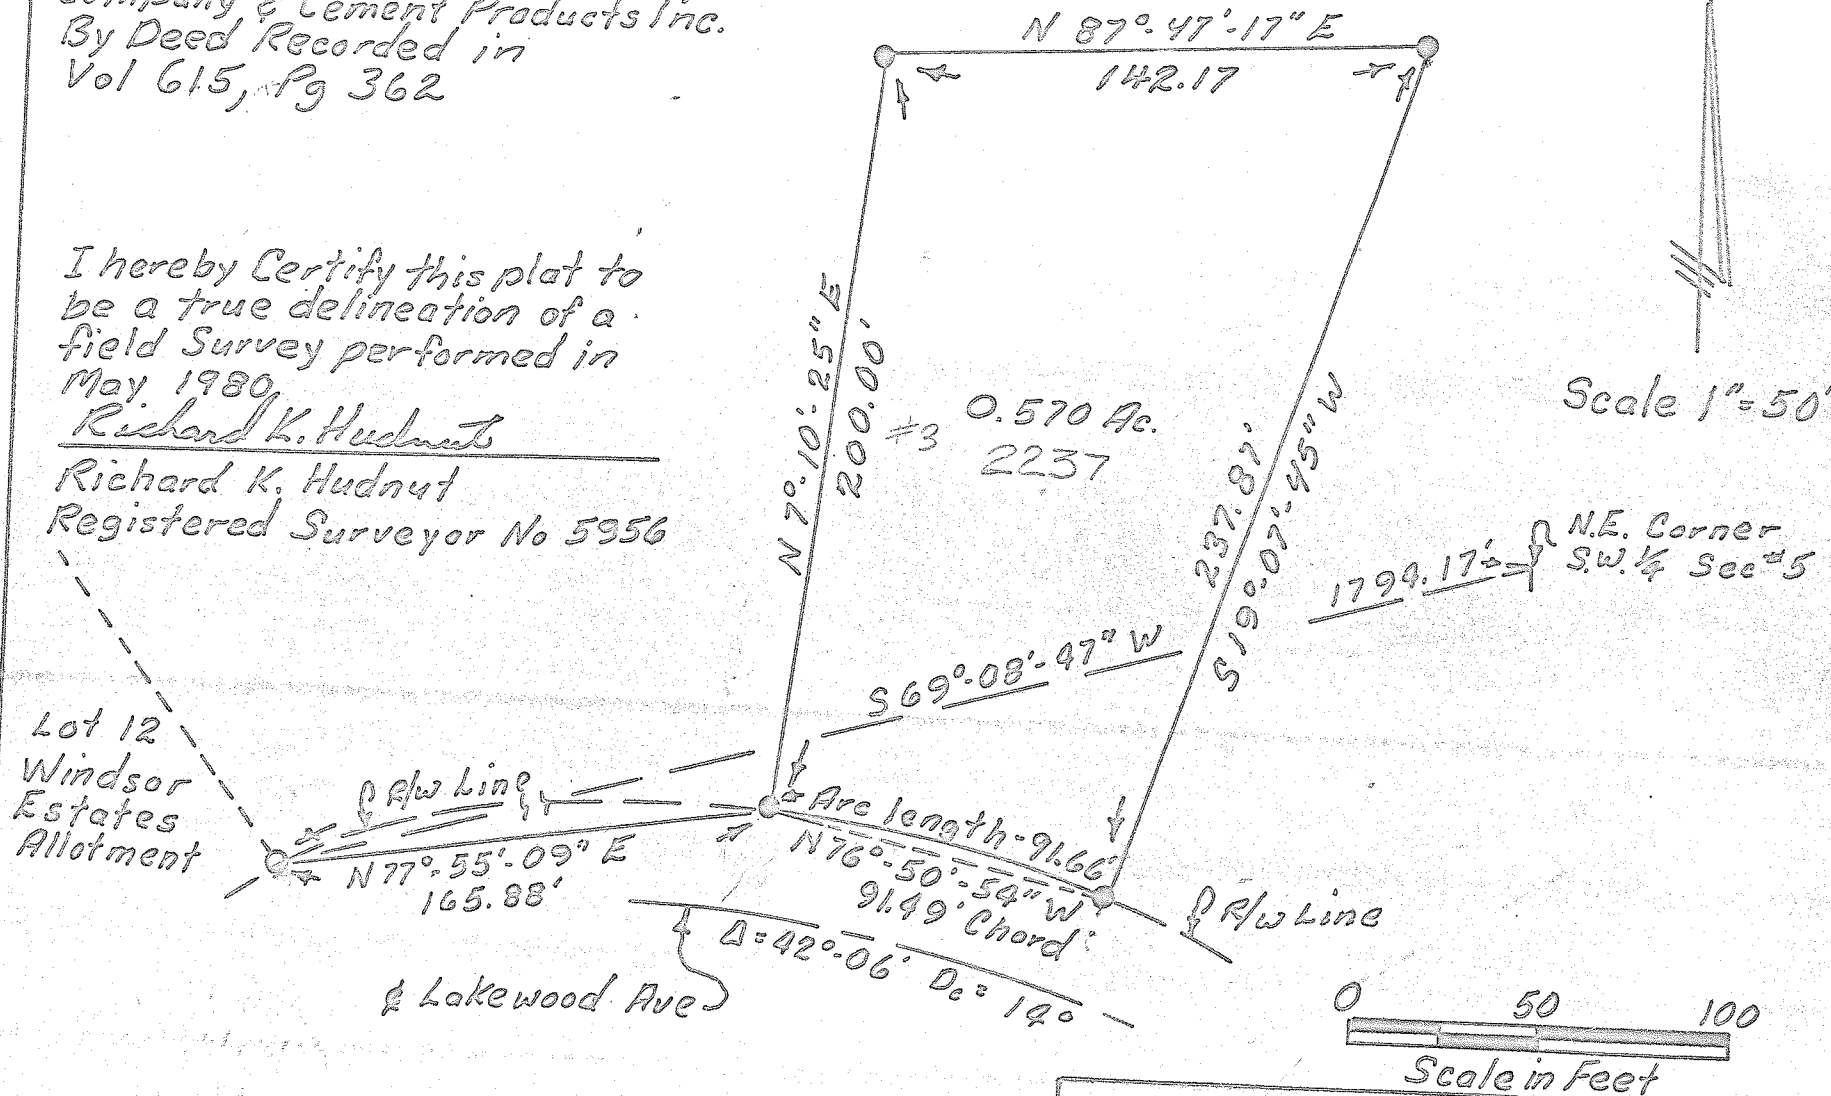 Company & Cement Products Inc.
By Deed Recorded in
Vol 615, Pg 362
I hereby Certify this plat to
be a true delineation of a
field Survey performed in
May 1980.
Richard K. Hudnut
Richard K. Hudnut
Registered Surveyor No 5956
N 87°-47'-17" E
142.17
N 7°-10'-25" E
200.00'
#3
0.570 Ac.
2237
237.87'
S 19°-07'-45" W
Scale 1"=50'
N.E. Corner
S.W. 1/4 Sec #5
1794.17'±
S 69°-08'-47" W
Lot 12
Windsor
Estates
Allotment
R/W Line
N 77°-55'-09" E
165.88'
Arc length-91.66'
N 76°-50'-54" W
91.49' Chord
R/W Line
Δ=42°-06' Dc= 14°
℄ Lakewood Ave
0 50 100
Scale in Feet